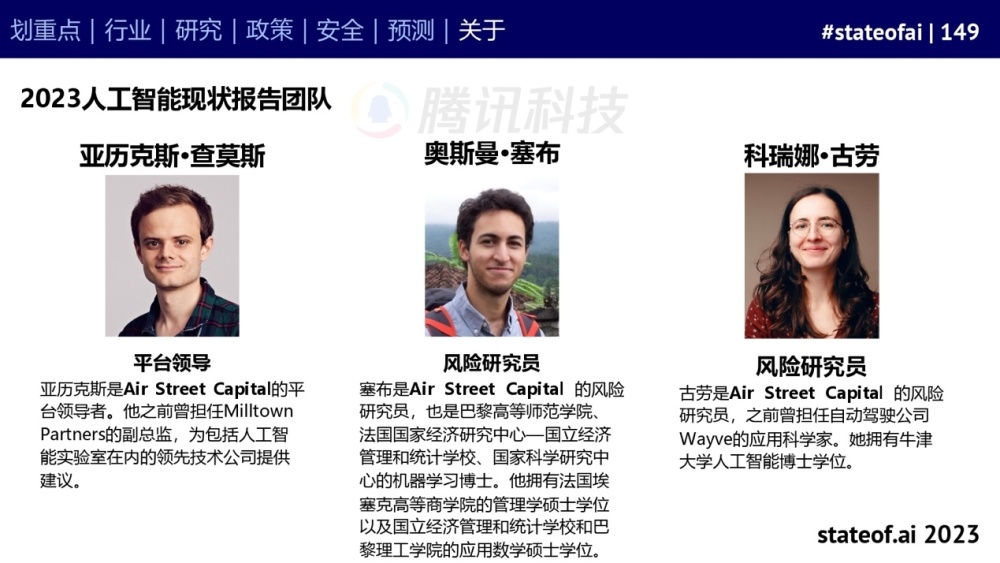 划重点 | 行业 | 研究 | 政策 | 安全 | 预测 | 关于
#stateofai | 149
2023人工智能现状报告团队
腾讯科技
亚历克斯•查莫斯
平台领导
亚历克斯是Air Street Capital的平
台领导者。他之前曾担任Milltown
Partners的副总监，为包括人工智
能实验室在内的领先技术公司提供
建议。
奥斯曼•塞布
风险研究员
塞布是Air Street Capital 的风险
研究员，也是巴黎高等师范学院、
法国国家经济研究中心—国立经济
管理和统计学校、国家科学研究中
心的机器学习博士。他拥有法国埃
塞克高等商学院的管理学硕士学位
以及国立经济管理和统计学校和巴
黎理工学院的应用数学硕士学位。
科瑞娜•古劳
风险研究员
古劳是Air Street Capital 的风险
研究员，之前曾担任自动驾驶公司
Wayve的应用科学家。她拥有牛津
大学人工智能博士学位。
stateof.ai 2023